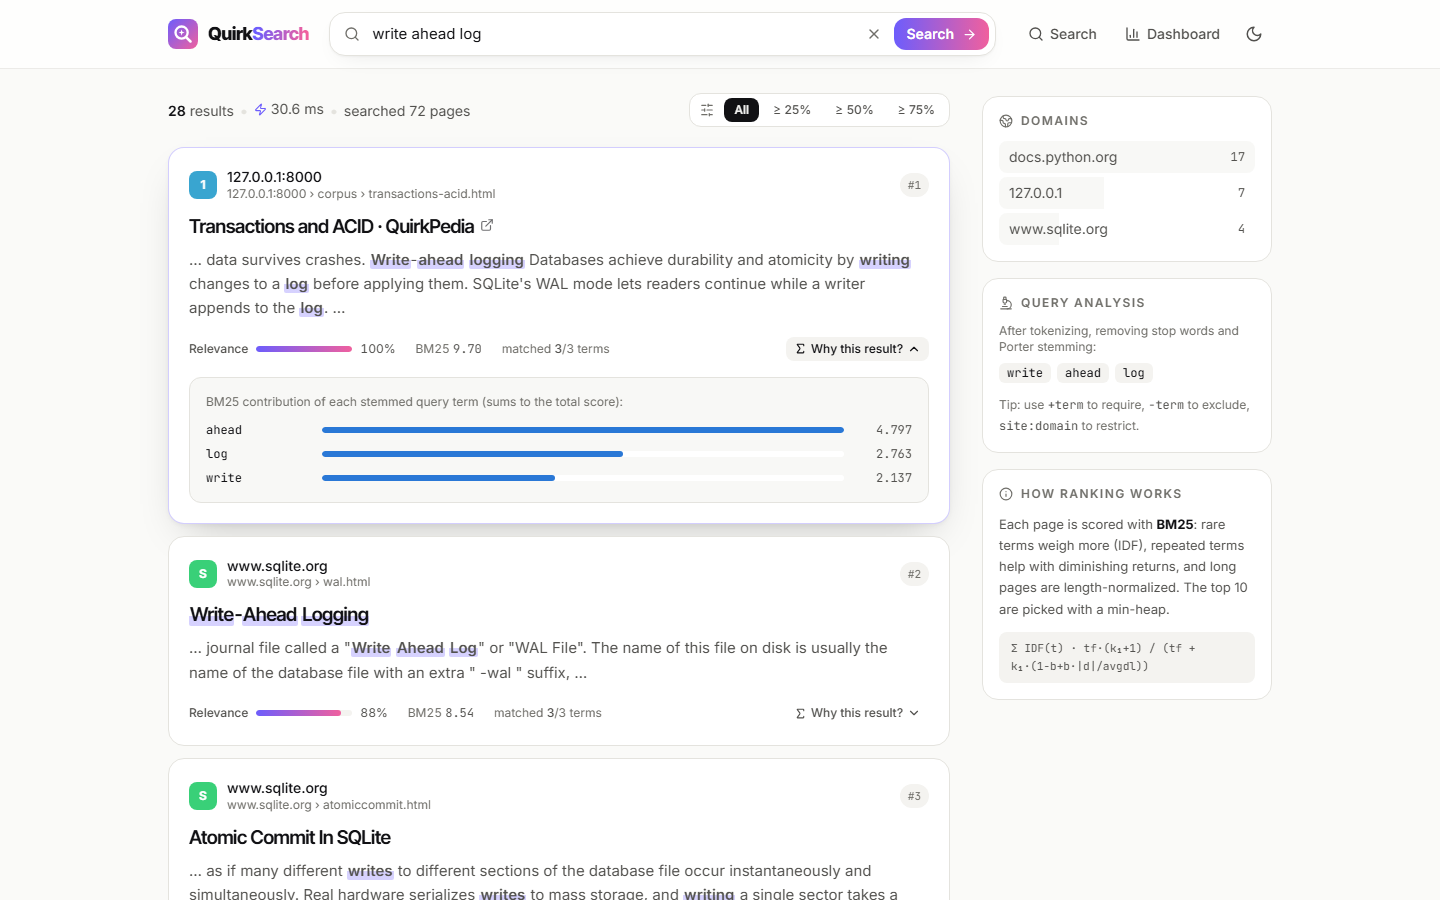 QuirkSearch
write ahead log
Search →
Search
Dashboard
28 results • 30.6 ms • searched 72 pages
All
≥ 25%
≥ 50%
≥ 75%
1
127.0.0.1:8000
127.0.0.1:8000 › corpus › transactions-acid.html
#1
Transactions and ACID · QuirkPedia
... data survives crashes. Write-ahead logging Databases achieve durability and atomicity by writing
changes to a log before applying them. SQLite's WAL mode lets readers continue while a writer
appends to the log. ...
Relevance 100% BM25 9.70 matched 3/3 terms
Σ Why this result?
BM25 contribution of each stemmed query term (sums to the total score):
ahead 4.797
log 2.763
write 2.137
S
www.sqlite.org
www.sqlite.org › wal.html
#2
Write-Ahead Logging
... journal file called a "Write Ahead Log" or "WAL File". The name of this file on disk is usually the
name of the database file with an extra " -wal " suffix, ...
Relevance 88% BM25 8.54 matched 3/3 terms
Σ Why this result?
S
www.sqlite.org
www.sqlite.org › atomiccommit.html
#3
Atomic Commit In SQLite
... as if many different writes to different sections of the database file occur instantaneously and
simultaneously. Real hardware serializes writes to mass storage, and writing a single sector takes a
DOMAINS
docs.python.org 17
127.0.0.1 7
www.sqlite.org 4
QUERY ANALYSIS
After tokenizing, removing stop words and
Porter stemming:
write ahead log
Tip: use +term to require, -term to exclude,
site:domain to restrict.
HOW RANKING WORKS
Each page is scored with BM25: rare
terms weigh more (IDF), repeated terms
help with diminishing returns, and long
pages are length-normalized. The top 10
are picked with a min-heap.
Σ IDF(t) · tf·(k₁+1) / (tf +
k₁·(1-b+b·|d|/avgdl))